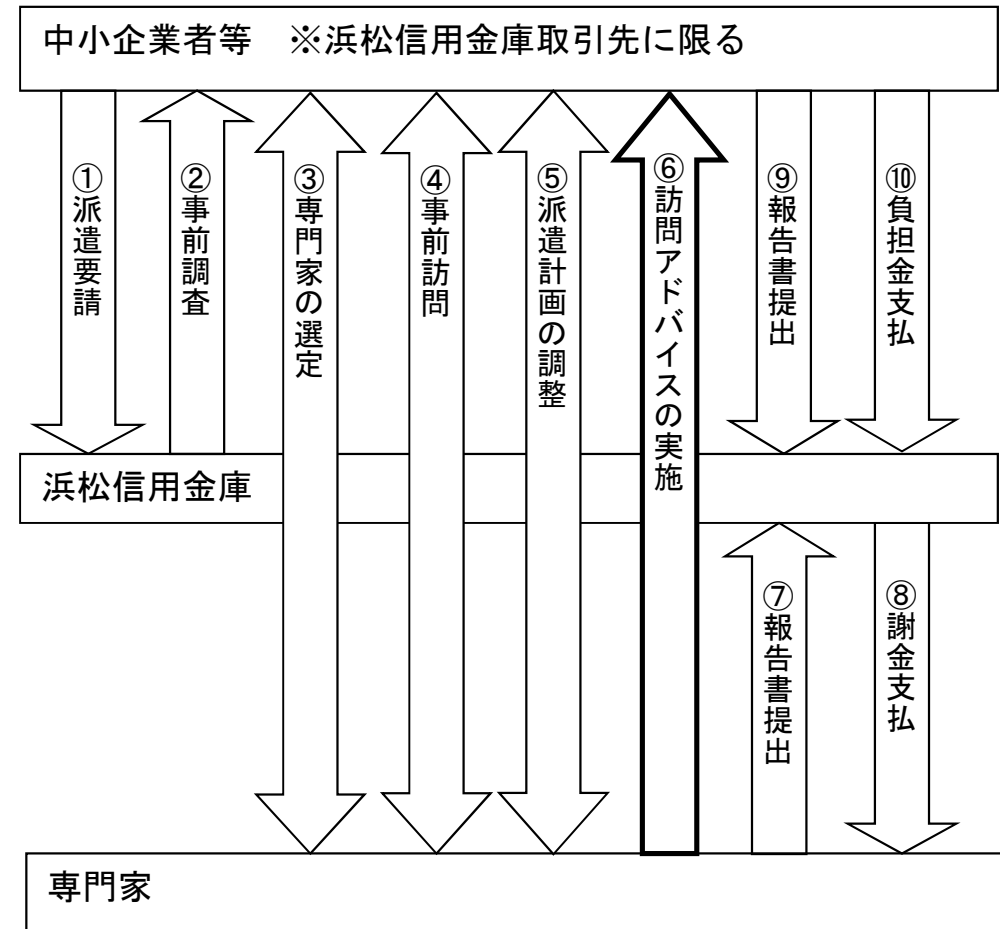 中小企業者等　※浜松信用金庫取引先に限る
①派遣要請
②事前調査
③専門家の選定
④事前訪問
⑤派遣計画の調整
⑥訪問アドバイスの実施
⑨報告書提出
⑩負担金支払
浜松信用金庫
⑦報告書提出
⑧謝金支払
専門家